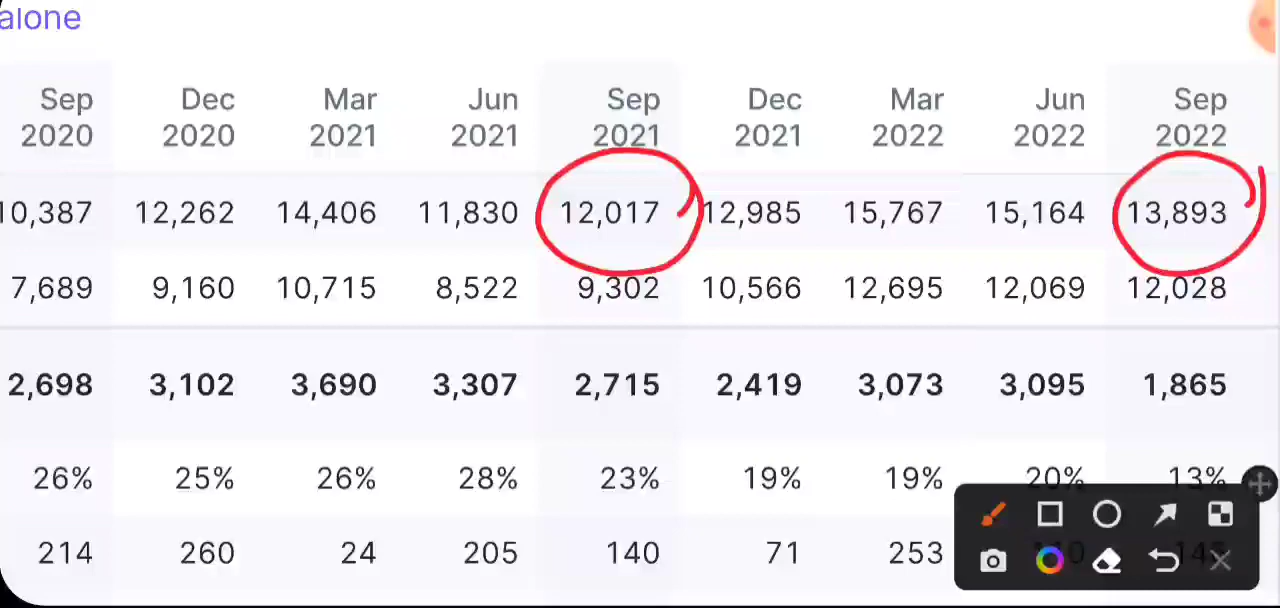 alone
Sep Dec Mar Jun Sep Dec Mar Jun Sep
2020 2020 2021 2021 2021 2021 2022 2022 2022
10,387 12,262 14,406 11,830 12,017 12,985 15,767 15,164 13,893
7,689 9,160 10,715 8,522 9,302 10,566 12,695 12,069 12,028
2,698 3,102 3,690 3,307 2,715 2,419 3,073 3,095 1,865
26% 25% 26% 28% 23% 19% 19% 20% 13%
214 260 24 205 140 71 253